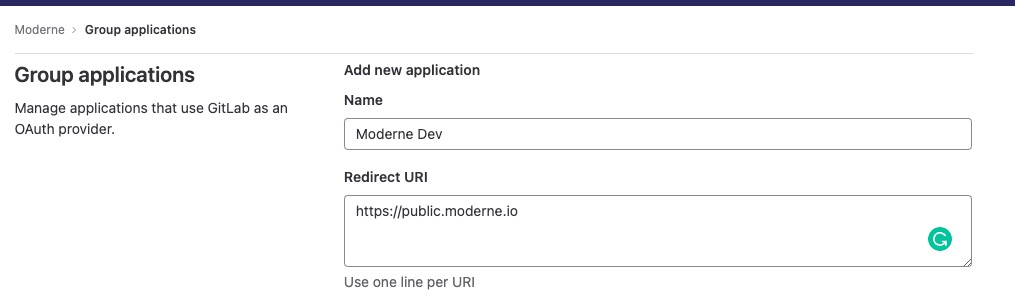 Moderne > Group applications
Group applications
Manage applications that use GitLab as an
OAuth provider.
Add new application
Name
Moderne Dev
Redirect URI
https://public.moderne.io
Use one line per URI